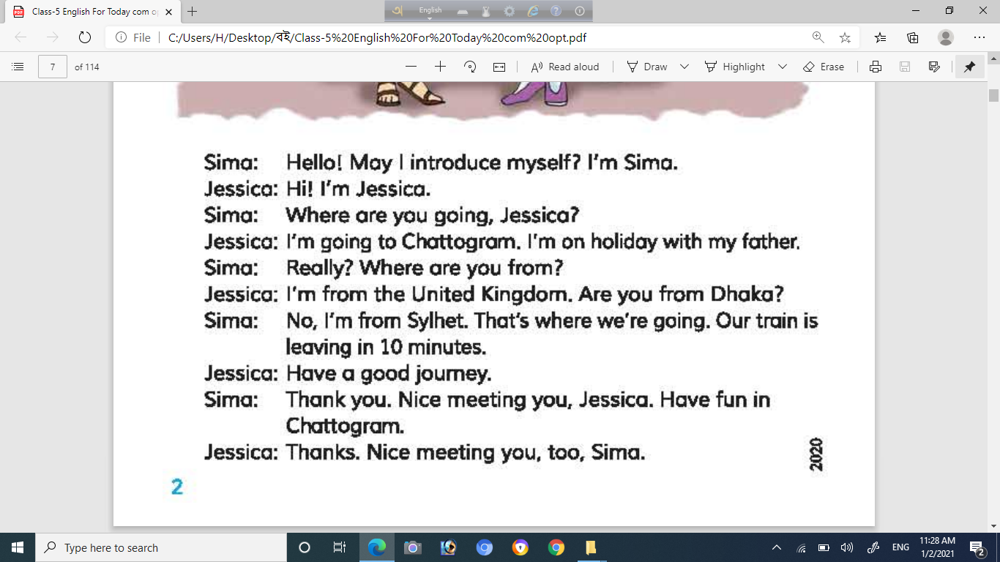 Class-5 English For Today com op
English
File
C:/Users/H/Desktop/বই/Class-5%20English%20For%20Today%20com%20opt.pdf
7 of 114
Read aloud
Draw
Highlight
Erase
Sima: Hello! May I introduce myself? I'm Sima.
Jessica: Hi! I'm Jessica.
Sima: Where are you going, Jessica?
Jessica: I'm going to Chattogram. I'm on holiday with my father.
Sima: Really? Where are you from?
Jessica: I'm from the United Kingdom. Are you from Dhaka?
Sima: No, I'm from Sylhet. That's where we're going. Our train is
leaving in 10 minutes.
Jessica: Have a good journey.
Sima: Thank you. Nice meeting you, Jessica. Have fun in
Chattogram.
Jessica: Thanks. Nice meeting you, too, Sima.
2020
2
Type here to search
ENG
11:28 AM
1/2/2021
2